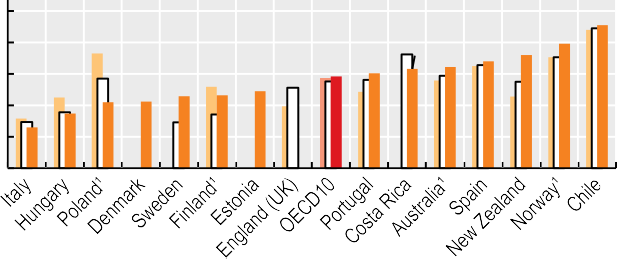 Italy
Hungary
Poland¹
Denmark
Sweden
Finland¹
Estonia
England (UK)
OECD10
Portugal
Costa Rica
Australia¹
Spain
New Zealand
Norway¹
Chile